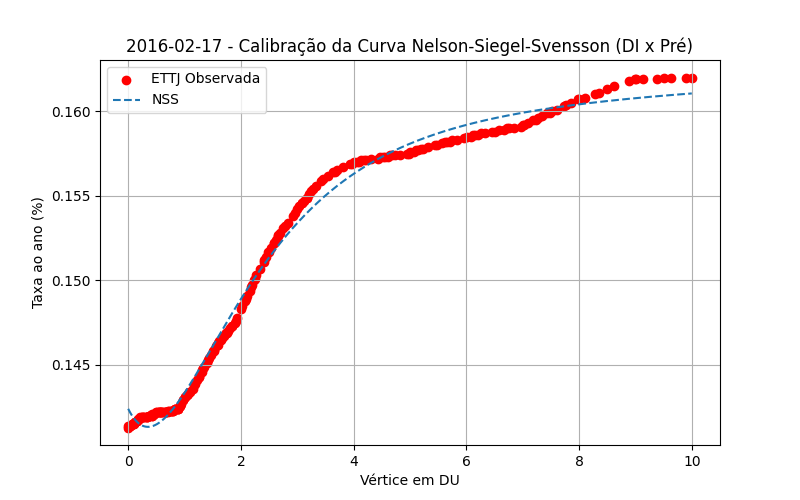 2016-02-17 - Calibração da Curva Nelson-Siegel-Svensson (DI x Pré)
ETTJ Observada
NSS
Taxa ao ano (%)
0.160
0.155
0.150
0.145
0 2 4 6 8 10
Vértice em DU